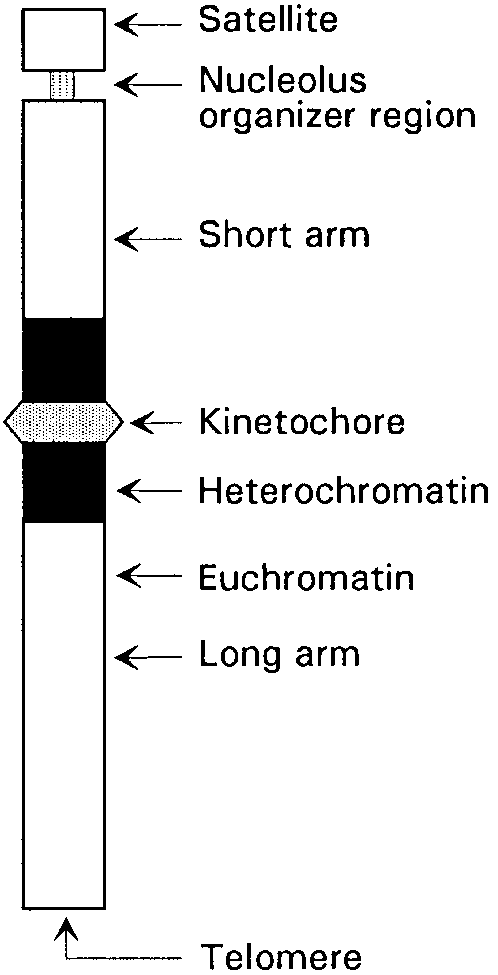 Satellite
Nucleolus
organizer region
Short arm
Kinetochore
Heterochromatin
Euchromatin
Long arm
Telomere